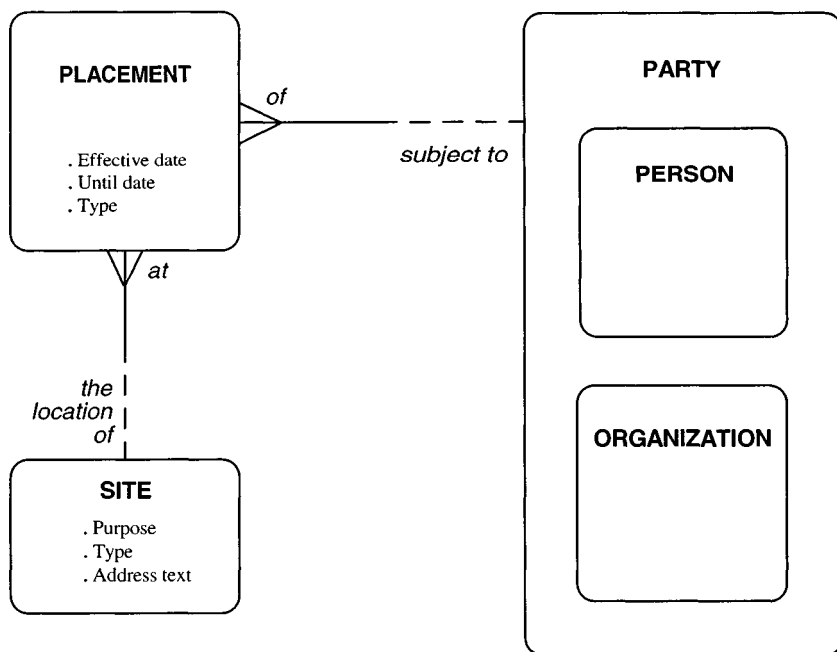 PLACEMENT
. Effective date
. Until date
. Type
of
subject to
PARTY
PERSON
ORGANIZATION
at
the
location
of
SITE
. Purpose
. Type
. Address text